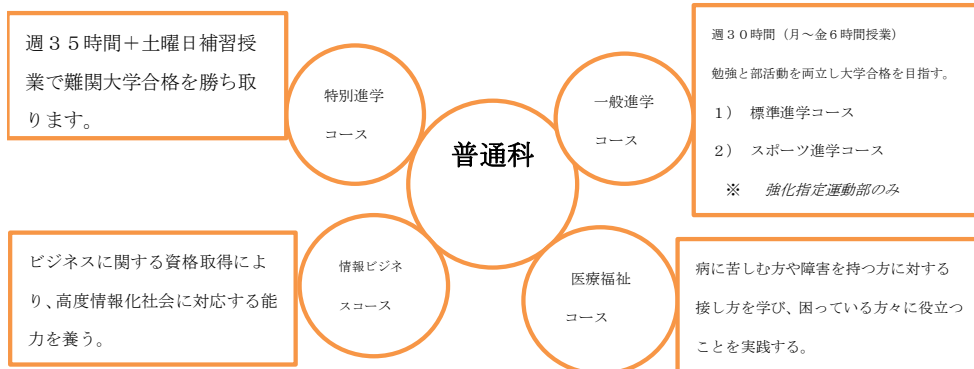 週３５時間＋土曜日補習授
業で難関大学合格を勝ち取
ります。
特別進学
コース
普通科
一般進学
コース
週３０時間（月～金６時間授業）
勉強と部活動を両立し大学合格を目指す。
１） 標準進学コース
２） スポーツ進学コース
※ 強化指定運動部のみ
ビジネスに関する資格取得によ
り、高度情報化社会に対応する能
力を養う。
情報ビジネ
スコース
医療福祉
コース
病に苦しむ方や障害を持つ方に対する
接し方を学び、困っている方々に役立つ
ことを実践する。